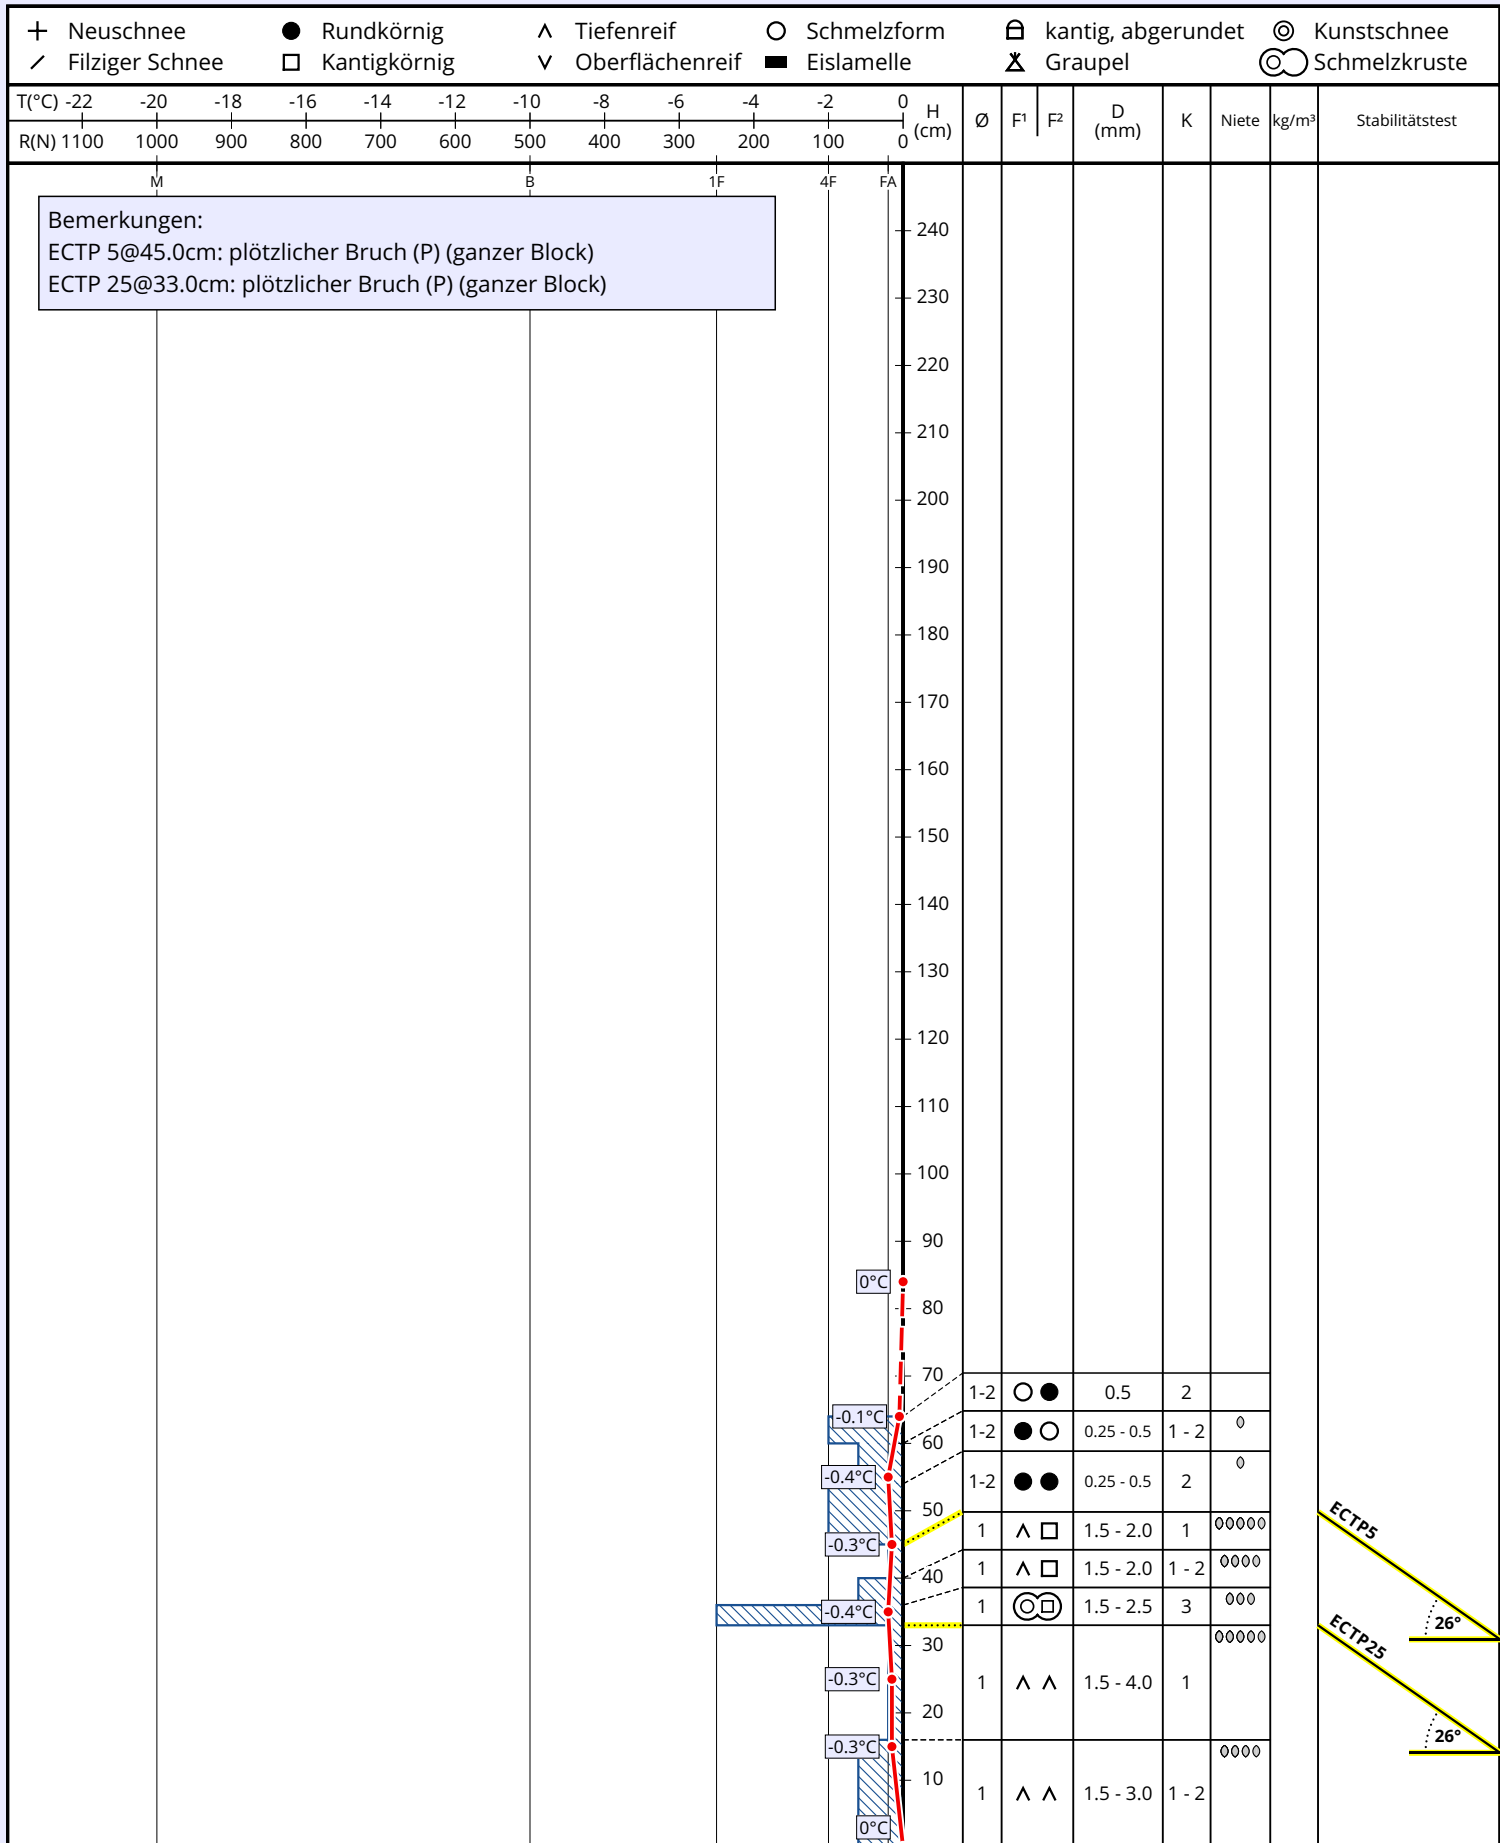 Neuschnee Rundkörnig Tiefenreif Schmelzform kantig, abgerundet Kunstschnee
Filziger Schnee Kantigkörnig Oberflächenreif Eislamelle Graupel Schmelzkruste
T(°C) -22 -20 -18 -16 -14 -12 -10 -8 -6 -4 -2 0
R(N) 1100 1000 900 800 700 600 500 400 300 200 100 0
H (cm) Ø F¹ F² D (mm) K Niete kg/m³ Stabilitätstest
M B 1F 4F FA
Bemerkungen:
ECTP 5@45.0cm: plötzlicher Bruch (P) (ganzer Block)
ECTP 25@33.0cm: plötzlicher Bruch (P) (ganzer Block)
240
230
220
210
200
190
180
170
160
150
140
130
120
110
100
90
0°C
80
70
1-2 0.5 2
-0.1°C
1-2 0.25 - 0.5 1 - 2
60
-0.4°C
1-2 0.25 - 0.5 2
50
ECTP5
1 1.5 - 2.0 1
-0.3°C
1 1.5 - 2.0 1 - 2
40
-0.4°C
1 1.5 - 2.5 3
26°
30
ECTP25
-0.3°C
1 1.5 - 4.0 1
20
26°
-0.3°C
10
1 1.5 - 3.0 1 - 2
0°C